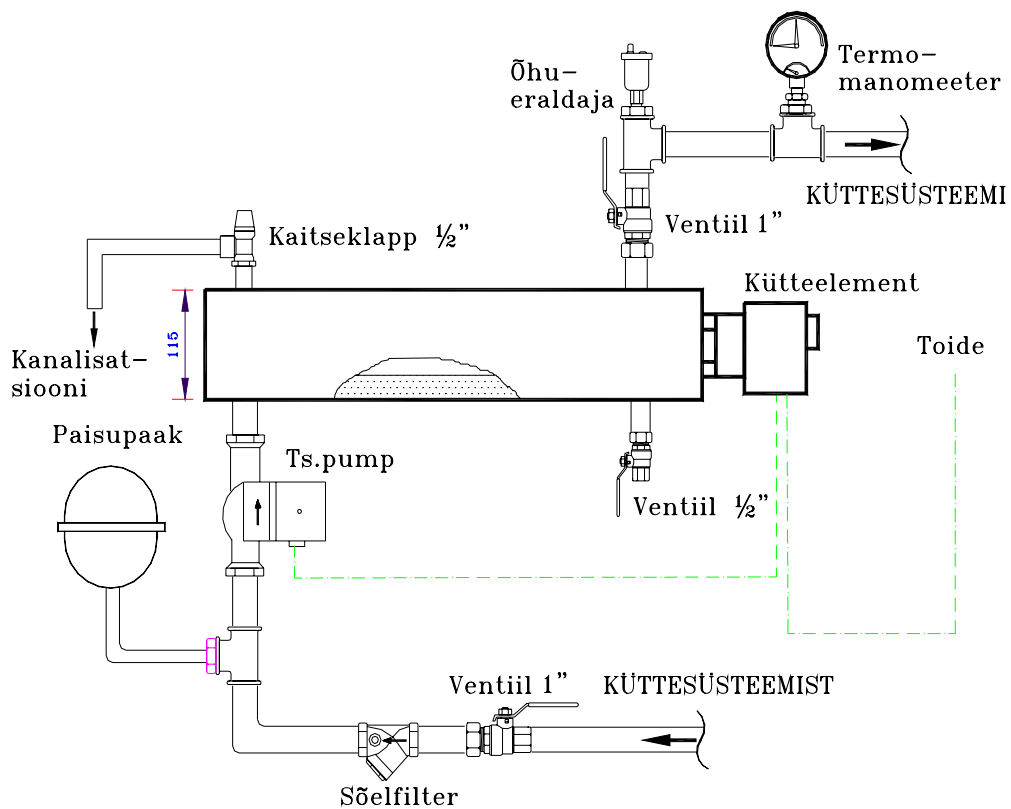 Termo-
manomeeter
Õhu-
eraldaja
KÜTTESÜSTEEMI
Ventiil 1”
Kaitseklapp ½”
Kütteelement
115
Toide
Kanalisat-
siooni
Paisupaak
Ts.pump
Ventiil ½”
Ventiil 1”
KÜTTESÜSTEEMIST
Sõelfilter